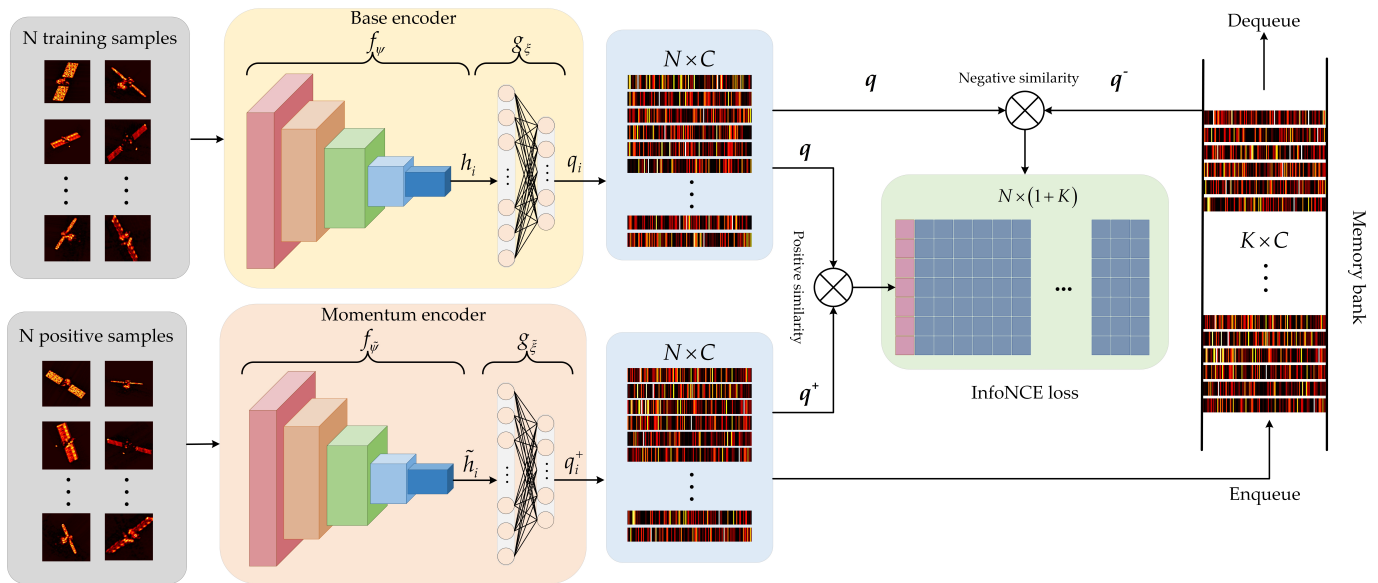 N training samples
⋮ ⋮
Base encoder
f_ψ
g_ξ
h_i
⋮ ⋮
q_i
N × C
⋮
q
Negative similarity
q⁻
Dequeue
q
Positive similarity
N × (1 + K)
...
InfoNCE loss
K × C
⋮
Memory bank
N positive samples
⋮ ⋮
Momentum encoder
f_ψ̃
g_ξ̃
h̃_i
⋮ ⋮
q_i⁺
N × C
⋮
q⁺
Enqueue